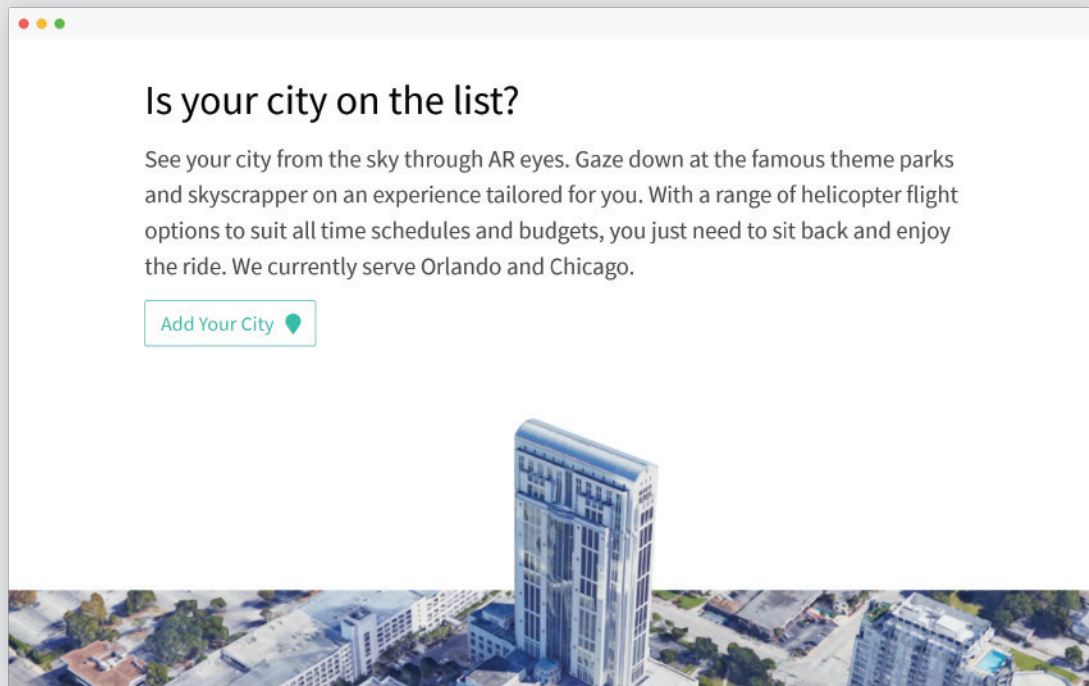 Is your city on the list?
See your city from the sky through AR eyes. Gaze down at the famous theme parks
and skyscrapper on an experience tailored for you. With a range of helicopter flight
options to suit all time schedules and budgets, you just need to sit back and enjoy
the ride. We currently serve Orlando and Chicago.
Add Your City